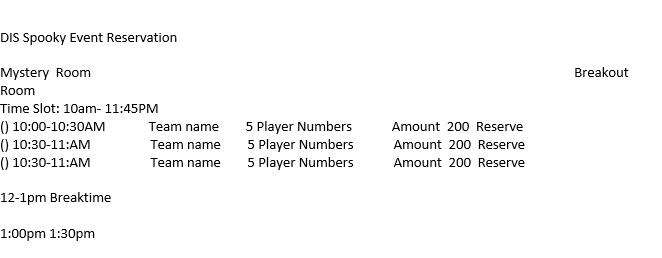 DIS Spooky Event Reservation
Mystery  Room Breakout
Room
Time Slot: 10am- 11:45PM
() 10:00-10:30AM Team name 5 Player Numbers Amount  200  Reserve
() 10:30-11:AM Team name 5 Player Numbers Amount  200  Reserve
() 10:30-11:AM Team name 5 Player Numbers Amount  200  Reserve
12-1pm Breaktime
1:00pm 1:30pm